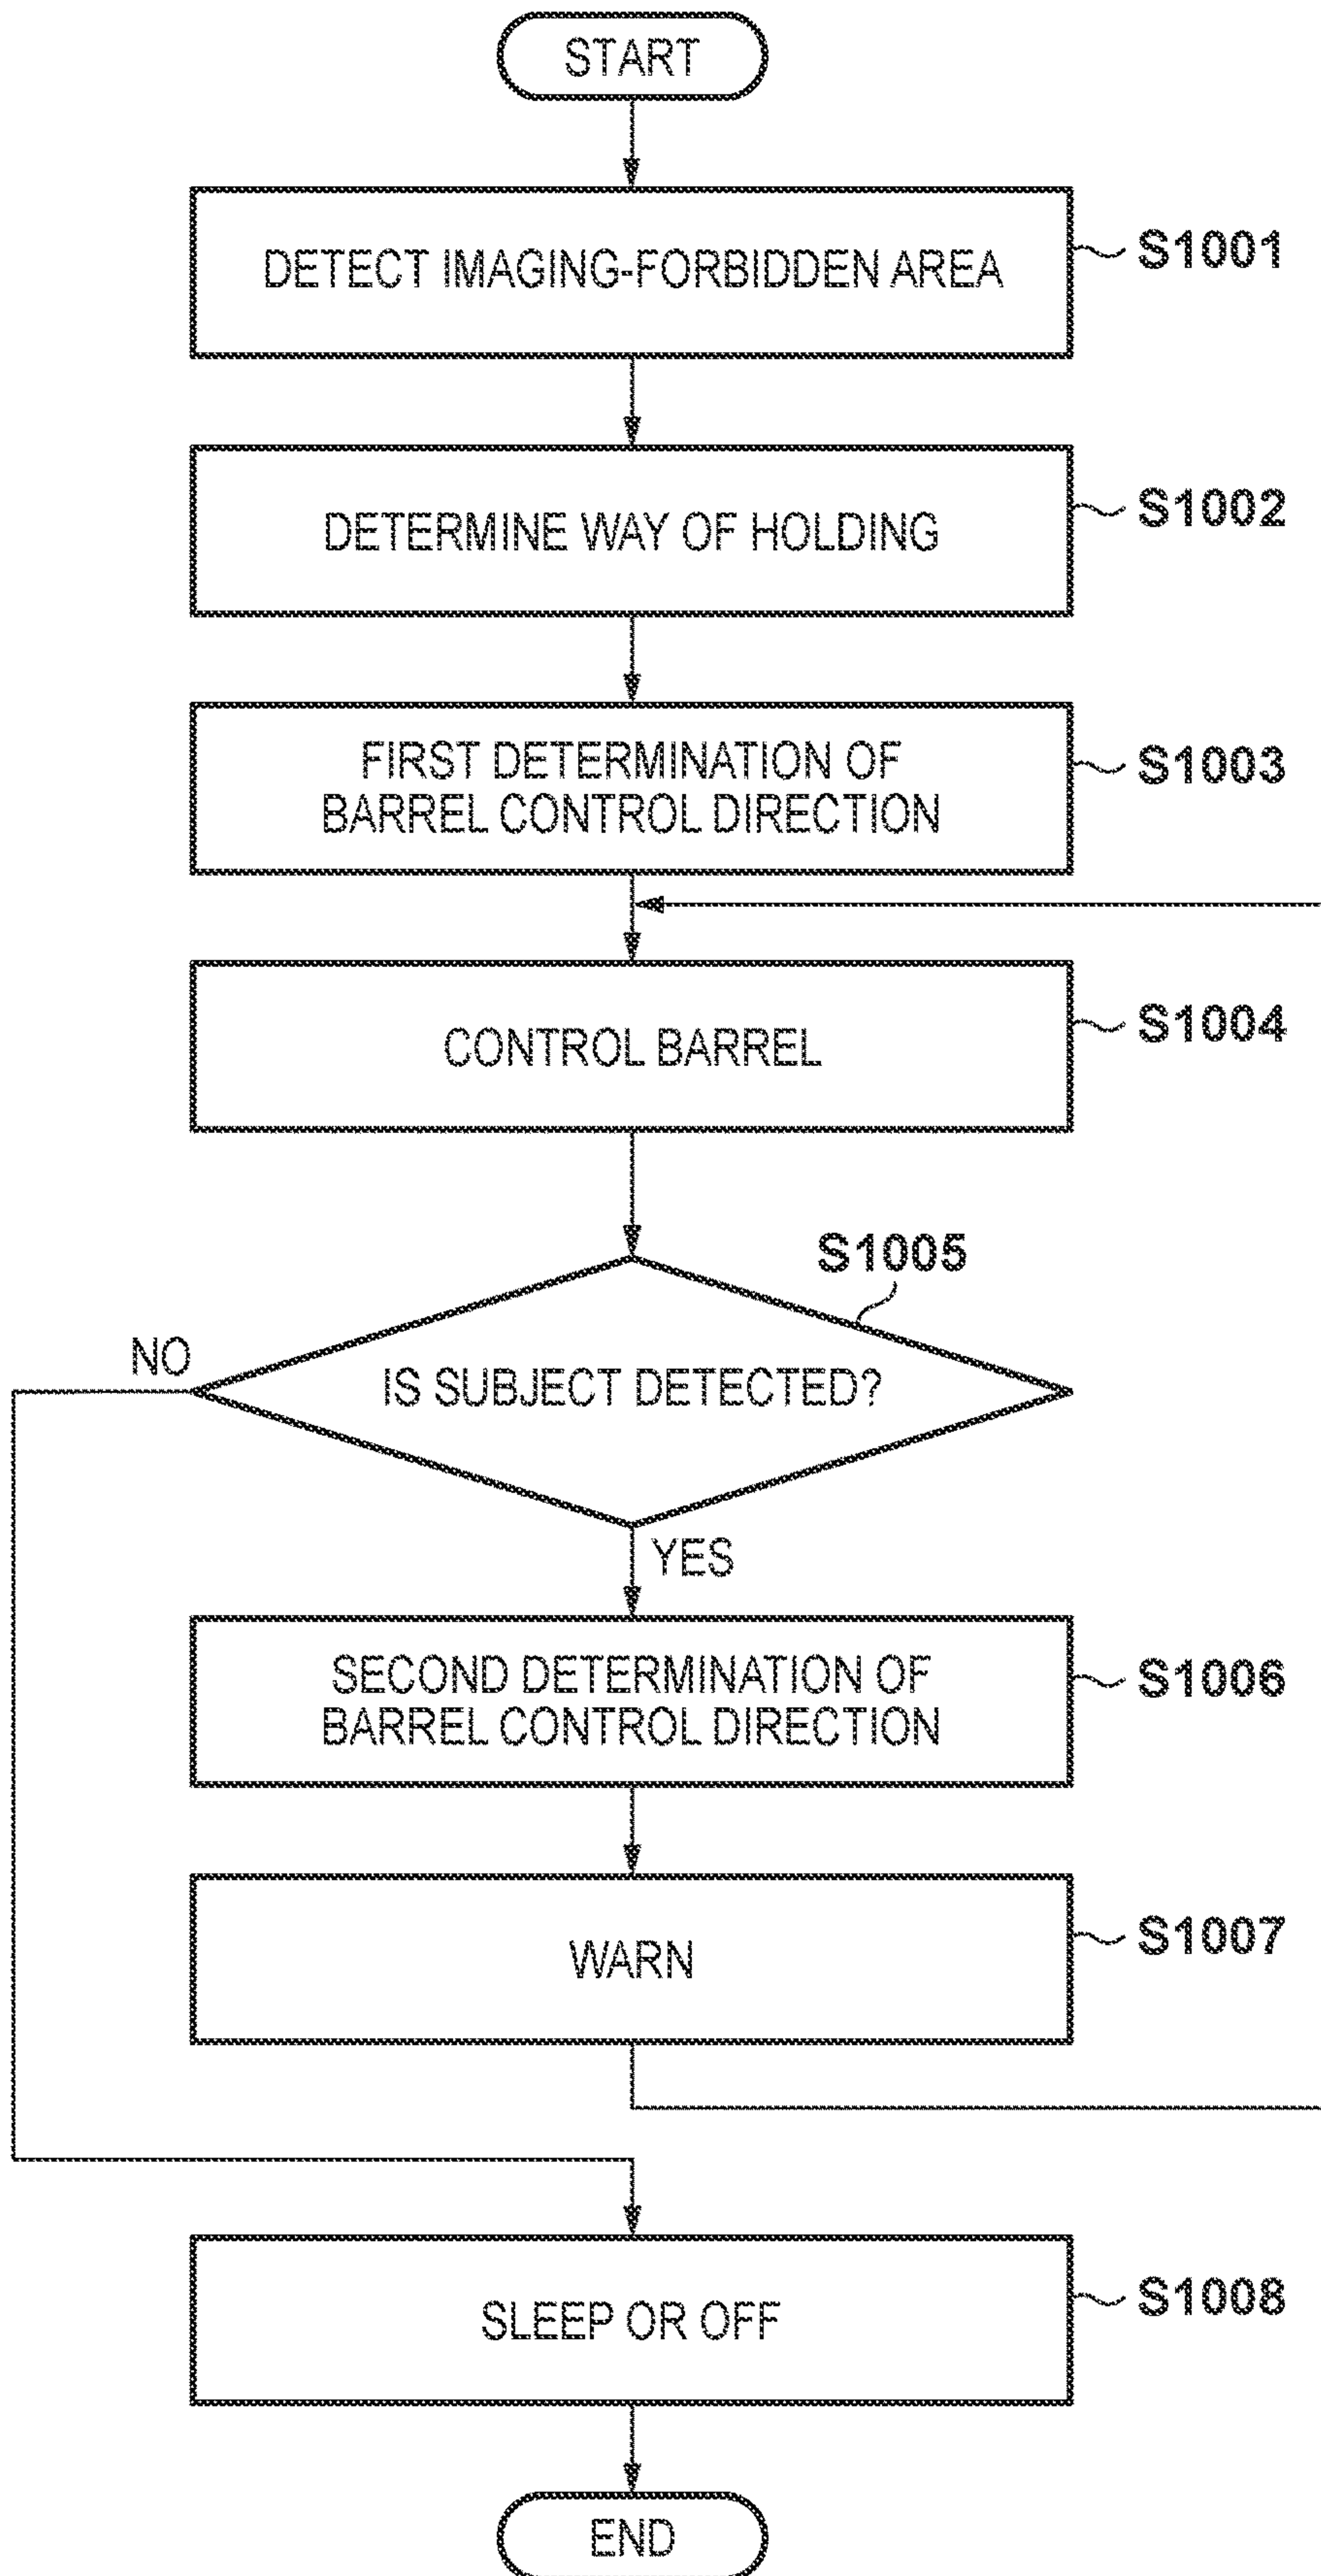 START
DETECT IMAGING-FORBIDDEN AREA
S1001
DETERMINE WAY OF HOLDING
S1002
FIRST DETERMINATION OF
BARREL CONTROL DIRECTION
S1003
CONTROL BARREL
S1004
S1005
NO
IS SUBJECT DETECTED?
YES
SECOND DETERMINATION OF
BARREL CONTROL DIRECTION
S1006
WARN
S1007
SLEEP OR OFF
S1008
END